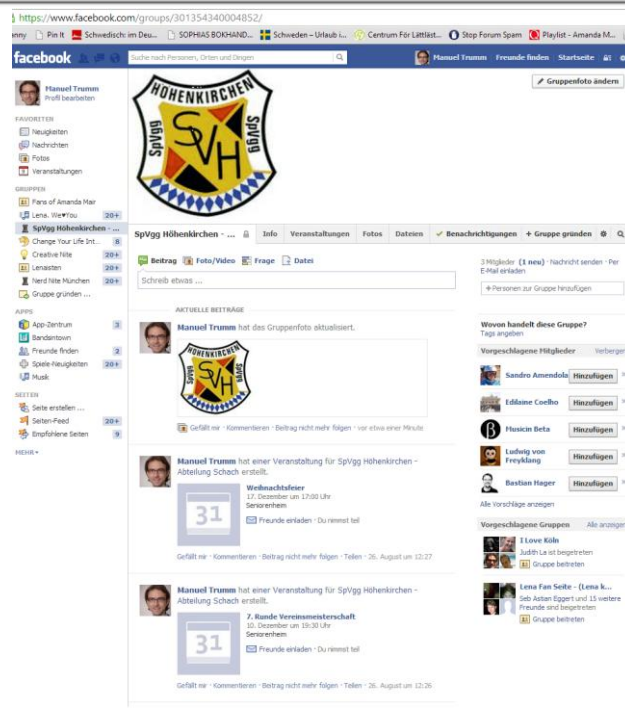 https://www.facebook.com/groups/301354340004852/
Pin It
Schwedisch: im Deu...
SOPHIAS BOKHAND...
Schweden – Urlaub i...
Centrum För Lättläst...
Stop Forum Spam
Playlist - Amanda M...
facebook
Suche nach Personen, Orten und Dingen
Manuel Trumm
Freunde finden
Startseite
Manuel Trumm
Profil bearbeiten
FAVORITEN
Neuigkeiten
Nachrichten
Fotos
Veranstaltungen
GRUPPEN
Fans of Amanda Mair
Lena. We♥You 20+
SpVgg Höhenkirchen - ...
Change Your Life Int... 8
Creative Nite 20+
Lenaisten 20+
Nerd Nite München 20+
Gruppe gründen ...
APPS
App-Zentrum 3
Bandsintown
Freunde finden 2
Spiele-Neuigkeiten 20+
Musik
SEITEN
Seite erstellen ...
Seiten-Feed 20+
Empfohlene Seiten 9
MEHR
HÖHENKIRCHEN
SpVgg
SVH
SpVgg
Gruppenfoto ändern
SpVgg Höhenkirchen - ...
Info
Veranstaltungen
Fotos
Dateien
Benachrichtigungen
+ Gruppe gründen
Beitrag
Foto/Video
Frage
Datei
Schreib etwas ...
AKTUELLE BEITRÄGE
Manuel Trumm hat das Gruppenfoto aktualisiert.
HÖHENKIRCHEN
SpVgg
SVH
SpVgg
Gefällt mir · Kommentieren · Beitrag nicht mehr folgen · vor etwa einer Minute
Manuel Trumm hat einer Veranstaltung für SpVgg Höhenkirchen -
Abteilung Schach erstellt.
31
Weihnachtsfeier
17. Dezember um 17:00 Uhr
Seniorenheim
Freunde einladen · Du nimmst teil
Gefällt mir · Kommentieren · Beitrag nicht mehr folgen · Teilen · 26. August um 12:27
Manuel Trumm hat einer Veranstaltung für SpVgg Höhenkirchen -
Abteilung Schach erstellt.
31
7. Runde Vereinsmeisterschaft
10. Dezember um 19:30 Uhr
Seniorenheim
Freunde einladen · Du nimmst teil
Gefällt mir · Kommentieren · Beitrag nicht mehr folgen · Teilen · 26. August um 12:26
3 Mitglieder (1 neu) · Nachricht senden · Per
E-Mail einladen
+ Personen zur Gruppe hinzufügen
Wovon handelt diese Gruppe?
Tags angeben
Vorgeschlagene Mitglieder
Verbergen
Sandro Amendola Hinzufügen
Edilaine Coelho Hinzufügen
Musicin Beta Hinzufügen
Ludwig von
Freyklang
Hinzufügen
Bastian Hager Hinzufügen
Alle Vorschläge anzeigen
Vorgeschlagene Gruppen
Alle anzeigen
I Love Köln
Judith La ist beigetreten
Gruppe beitreten
Lena Fan Seite - (Lena k...
Seb Astian Eggert und 15 weitere
Freunde sind beigetreten
Gruppe beitreten